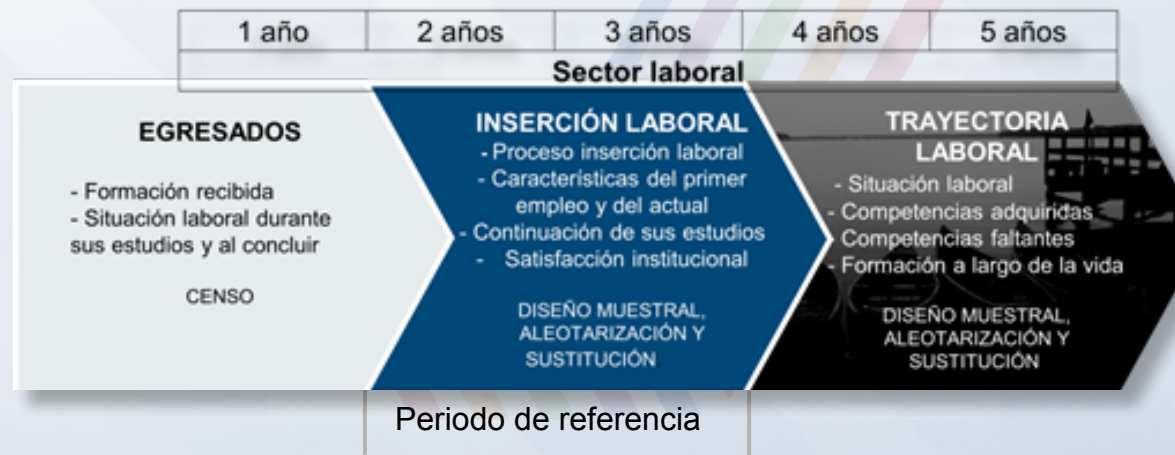 1 año 2 años 3 años 4 años 5 años
Sector laboral
EGRESADOS
- Formación recibida
- Situación laboral durante
sus estudios y al concluir
CENSO
INSERCIÓN LABORAL
- Proceso inserción laboral
- Características del primer
empleo y del actual
- Continuación de sus estudios
- Satisfacción institucional
DISEÑO MUESTRAL,
ALEOTARIZACIÓN Y
SUSTITUCIÓN.
TRAYECTORIA
LABORAL
- Situación laboral
- Competencias adquiridas
- Competencias faltantes
- Formación a largo de la vida
DISEÑO MUESTRAL,
ALEOTARIZACIÓN Y
SUSTITUCIÓN
Periodo de referencia